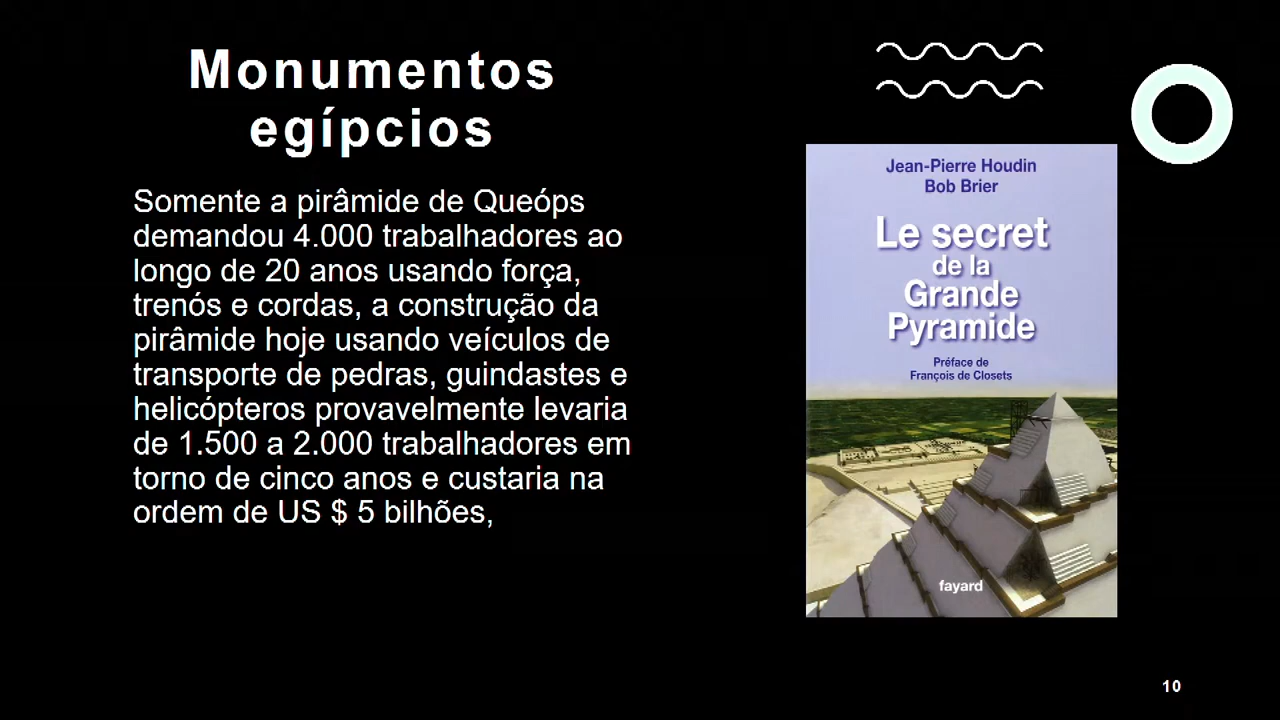 Monumentos
egípcios
Somente a pirâmide de Queóps
demandou 4.000 trabalhadores ao
longo de 20 anos usando força,
trenós e cordas, a construção da
pirâmide hoje usando veículos de
transporte de pedras, guindastes e
helicópteros provavelmente levaria
de 1.500 a 2.000 trabalhadores em
torno de cinco anos e custaria na
ordem de US $ 5 bilhões,
Jean-Pierre Houdin
Bob Brier
Le secret
de la
Grande
Pyramide
Préface de
François de Closets
fayard
10